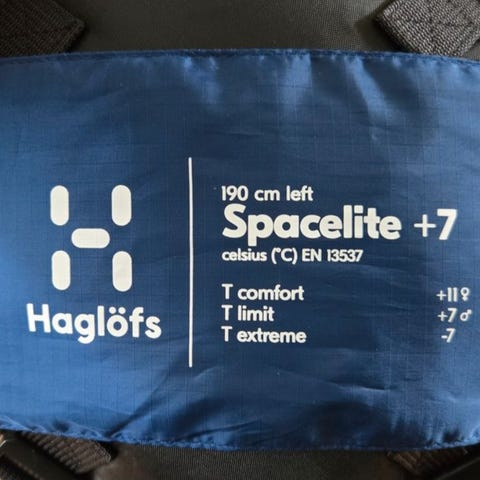 Haglöfs
190 cm left
Spacelite +7
celsius (°C) EN 13537
T comfort +11♀
T limit +7♂
T extreme -7